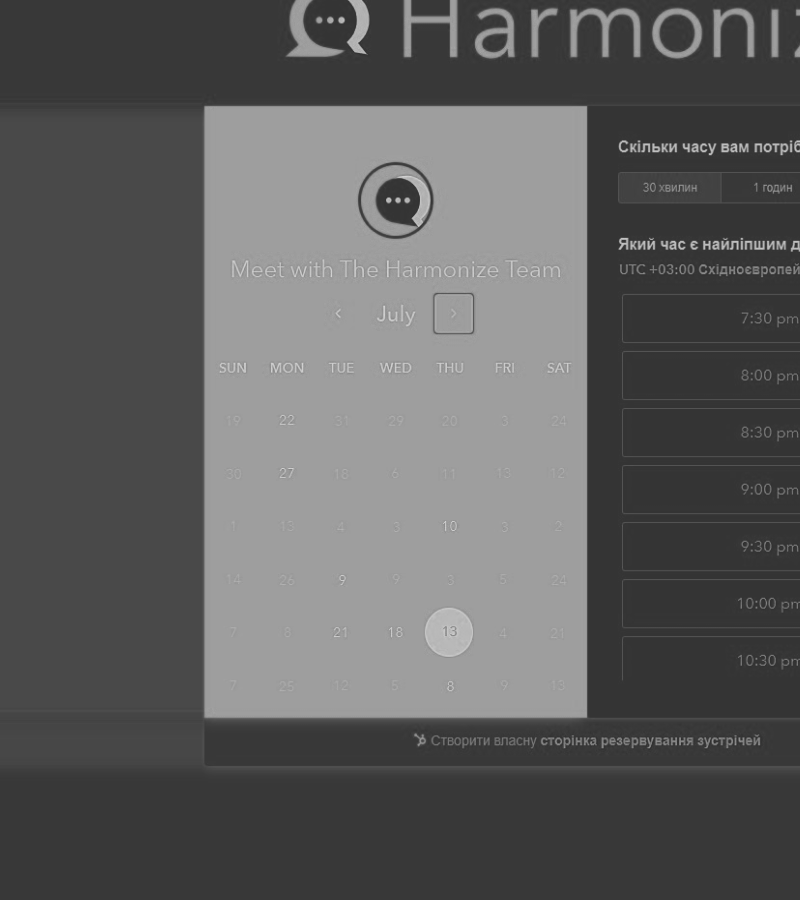 Harmoniz
Meet with The Harmonize Team
July
SUN MON TUE WED THU FRI SAT
19 22 31 29 20 3 24
30 27 18 6 11 13 12
1 13 4 3 10 3 2
14 26 9 9 3 5 24
7 8 21 18 13 4 21
7 25 12 5 8 9 13
Скільки часу вам потріб
30 хвилин 1 годин
Який час є найліпшим д
UTC +03:00 Східноєвропей
7:30 pm
8:00 pm
8:30 pm
9:00 pm
9:30 pm
10:00 pm
10:30 pm
Створити власну сторінка резервування зустрічей